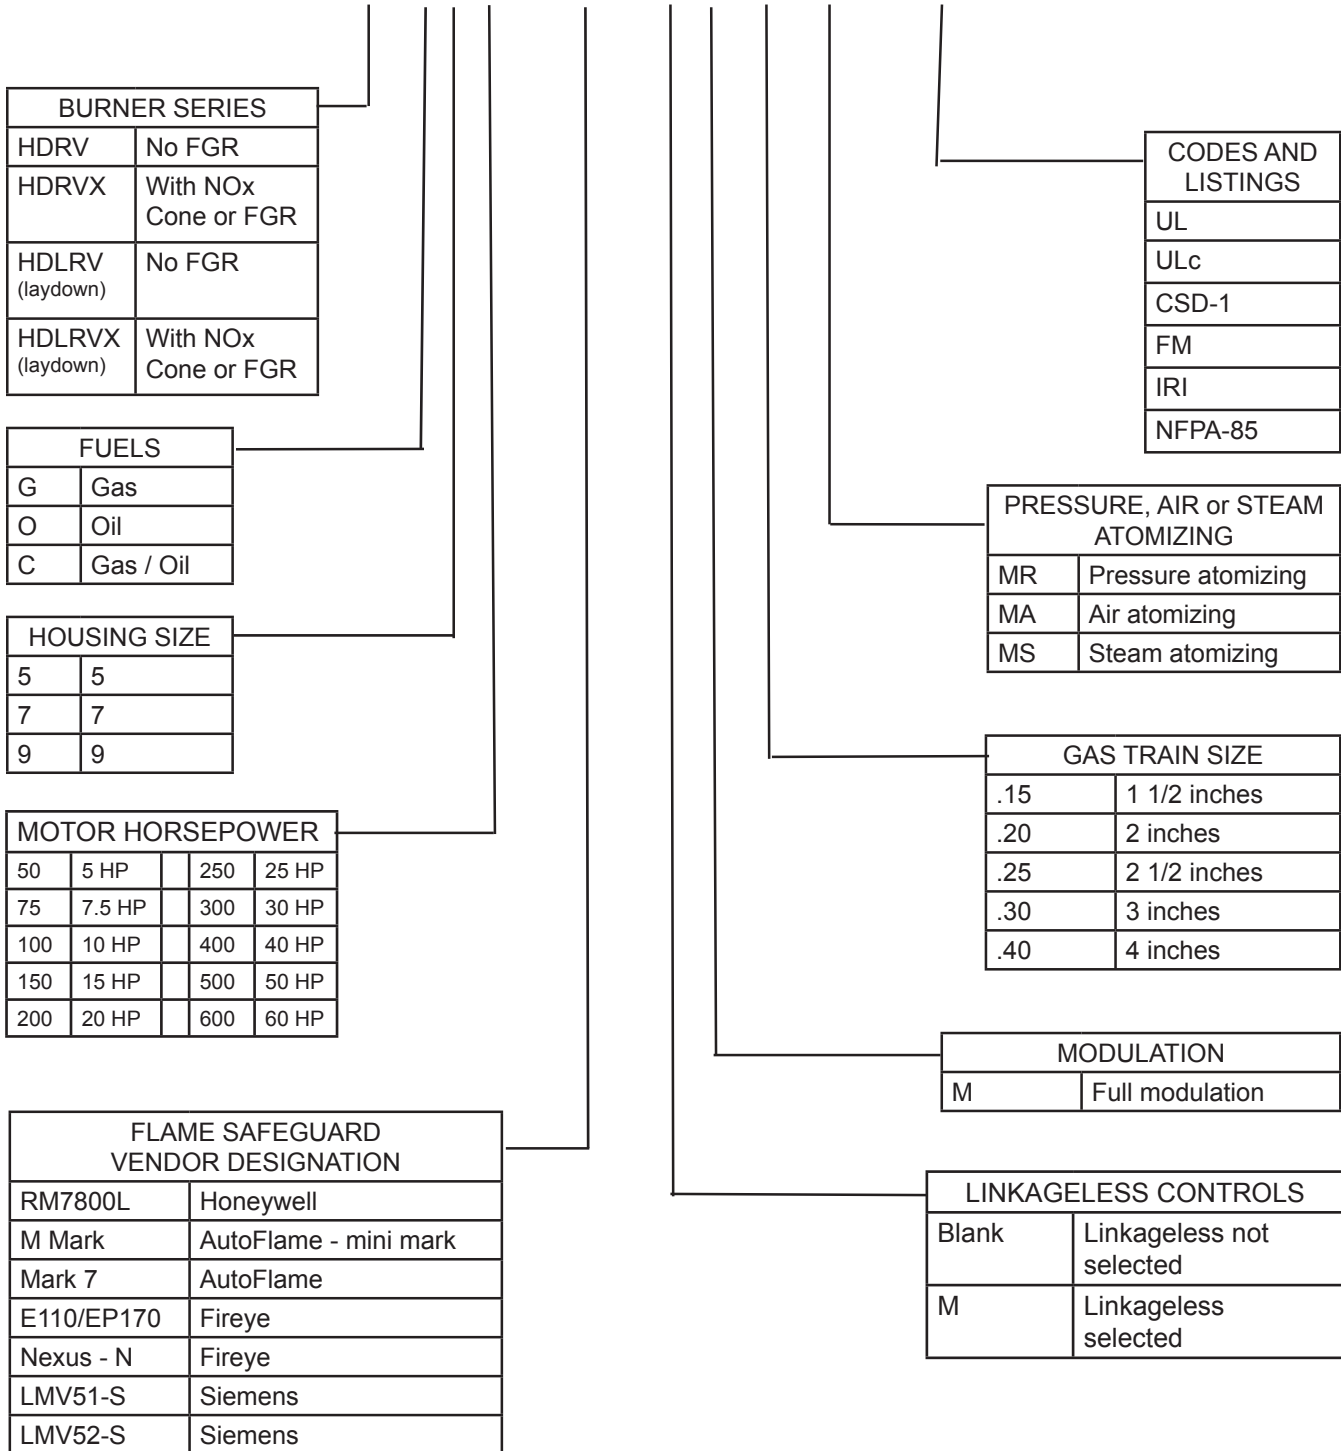 BURNER SERIES
HDRV No FGR
HDRVX With NOx
Cone or FGR
HDLRV No FGR
(laydown)
HDLRVX With NOx
(laydown) Cone or FGR
FUELS
G Gas
O Oil
C Gas / Oil
HOUSING SIZE
5 5
7 7
9 9
MOTOR HORSEPOWER
50 5 HP 250 25 HP
75 7.5 HP 300 30 HP
100 10 HP 400 40 HP
150 15 HP 500 50 HP
200 20 HP 600 60 HP
FLAME SAFEGUARD
VENDOR DESIGNATION
RM7800L Honeywell
M Mark AutoFlame - mini mark
Mark 7 AutoFlame
E110/EP170 Fireye
Nexus - N Fireye
LMV51-S Siemens
LMV52-S Siemens
CODES AND
LISTINGS
UL
ULc
CSD-1
FM
IRI
NFPA-85
PRESSURE, AIR or STEAM
ATOMIZING
MR Pressure atomizing
MA Air atomizing
MS Steam atomizing
GAS TRAIN SIZE
.15 1 1/2 inches
.20 2 inches
.25 2 1/2 inches
.30 3 inches
.40 4 inches
MODULATION
M Full modulation
LINKAGELESS CONTROLS
Blank Linkageless not
selected
M Linkageless
selected